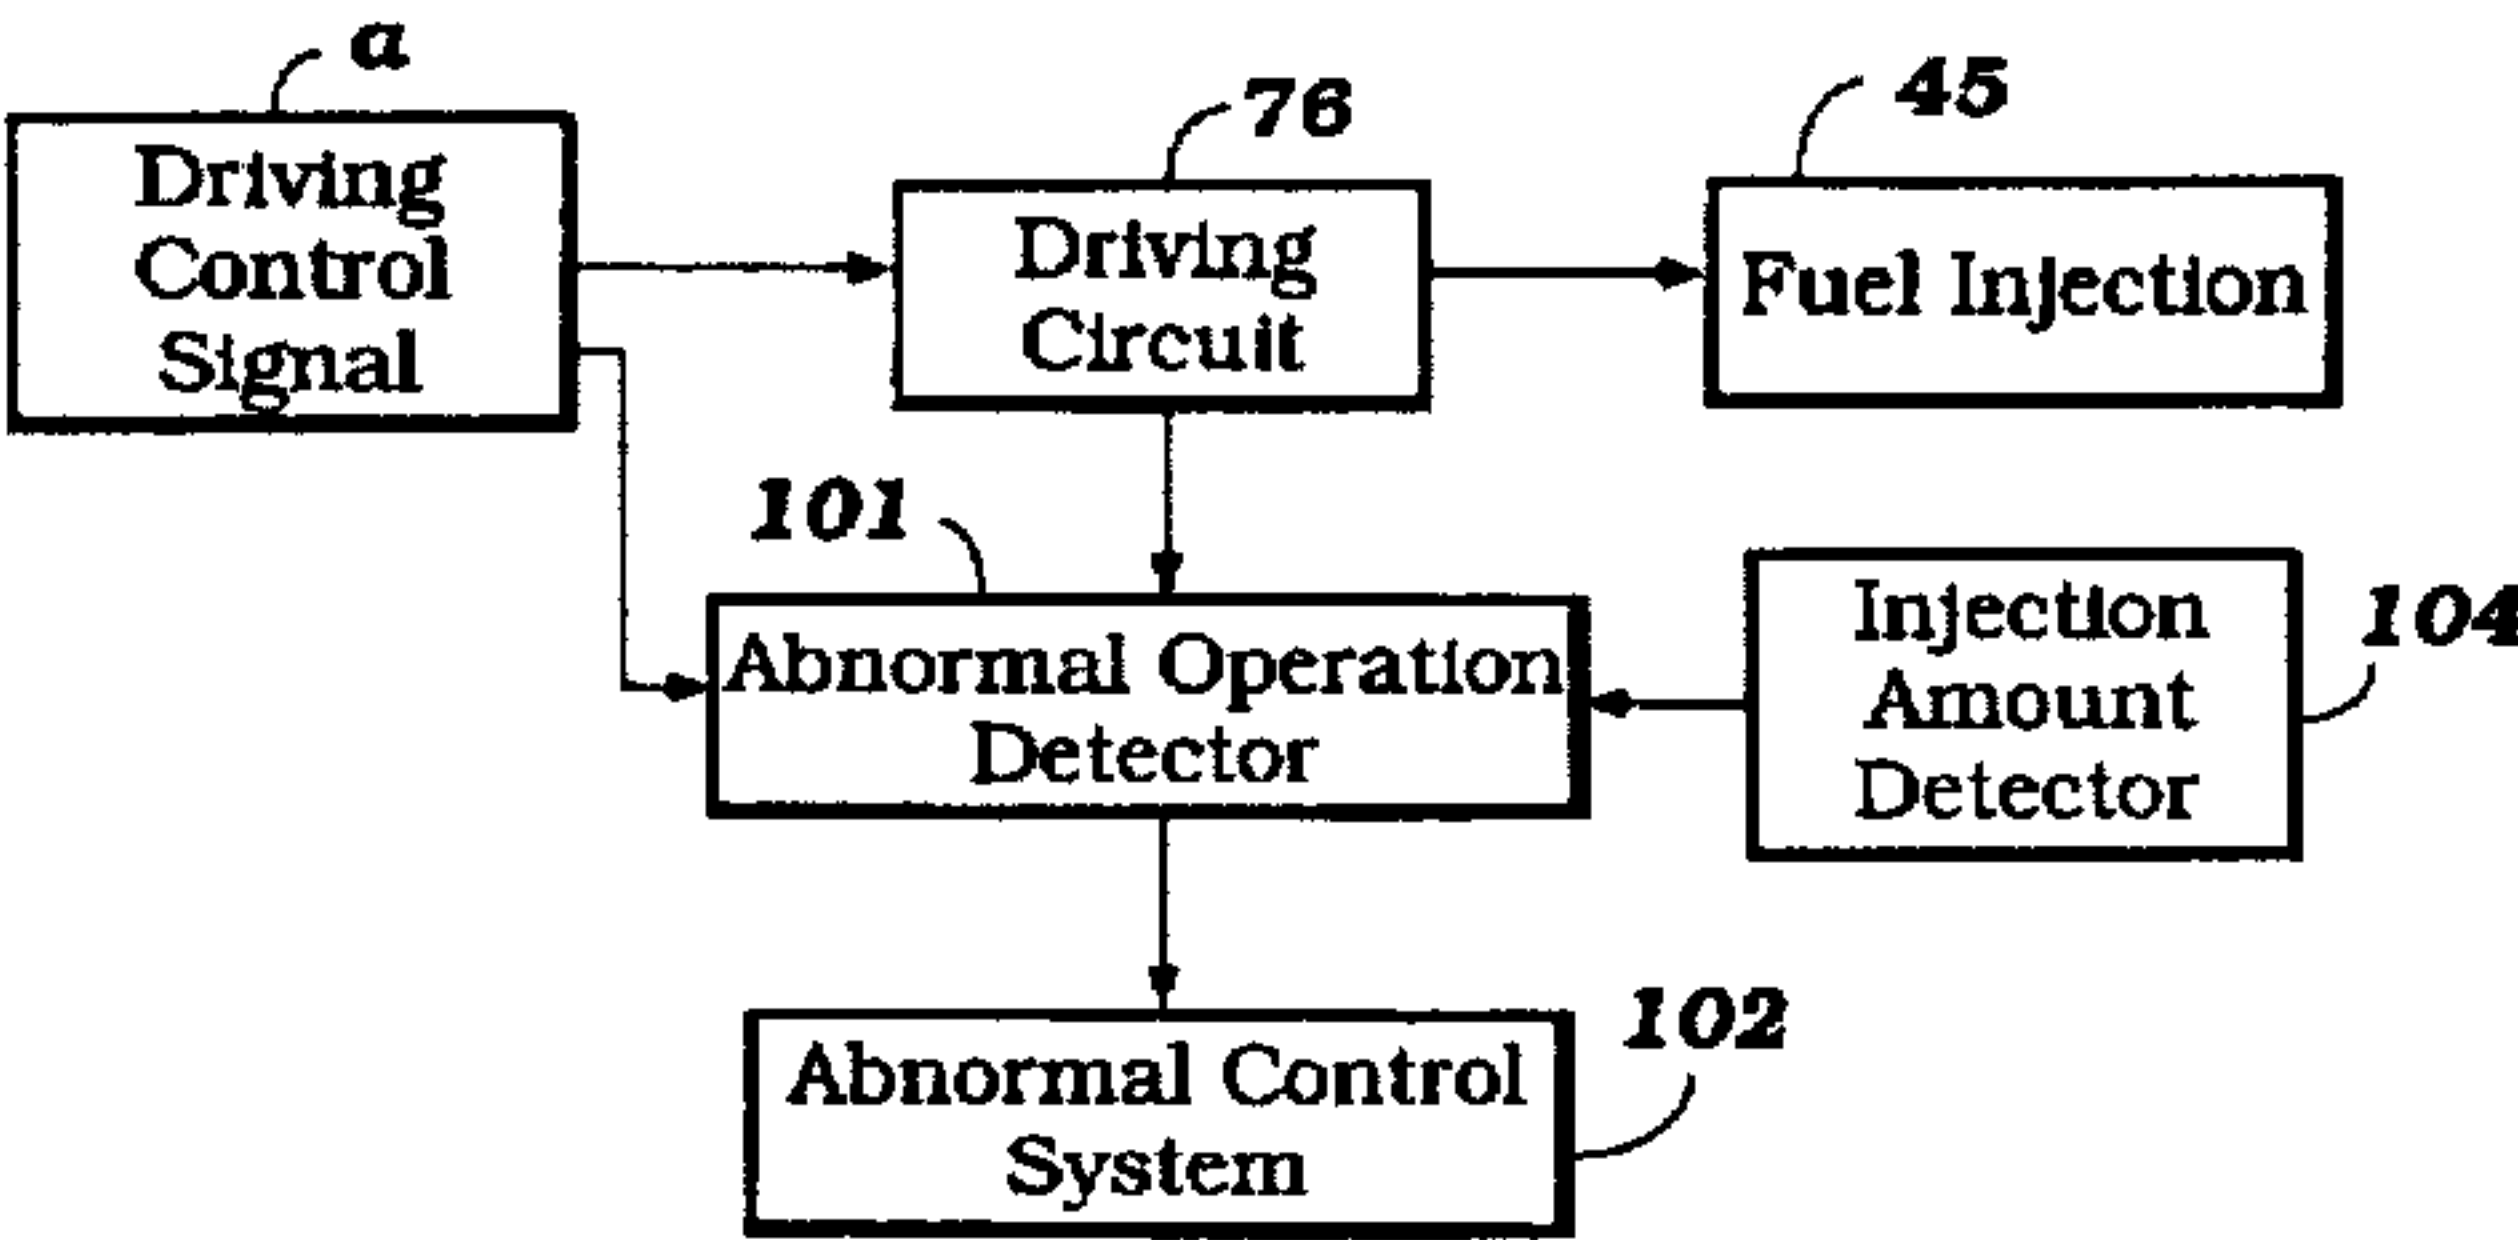 a
Driving
Control
Signal
76
Driving
Circuit
45
Fuel Injection
101
Abnormal Operation
Detector
104
Injection
Amount
Detector
102
Abnormal Control
System